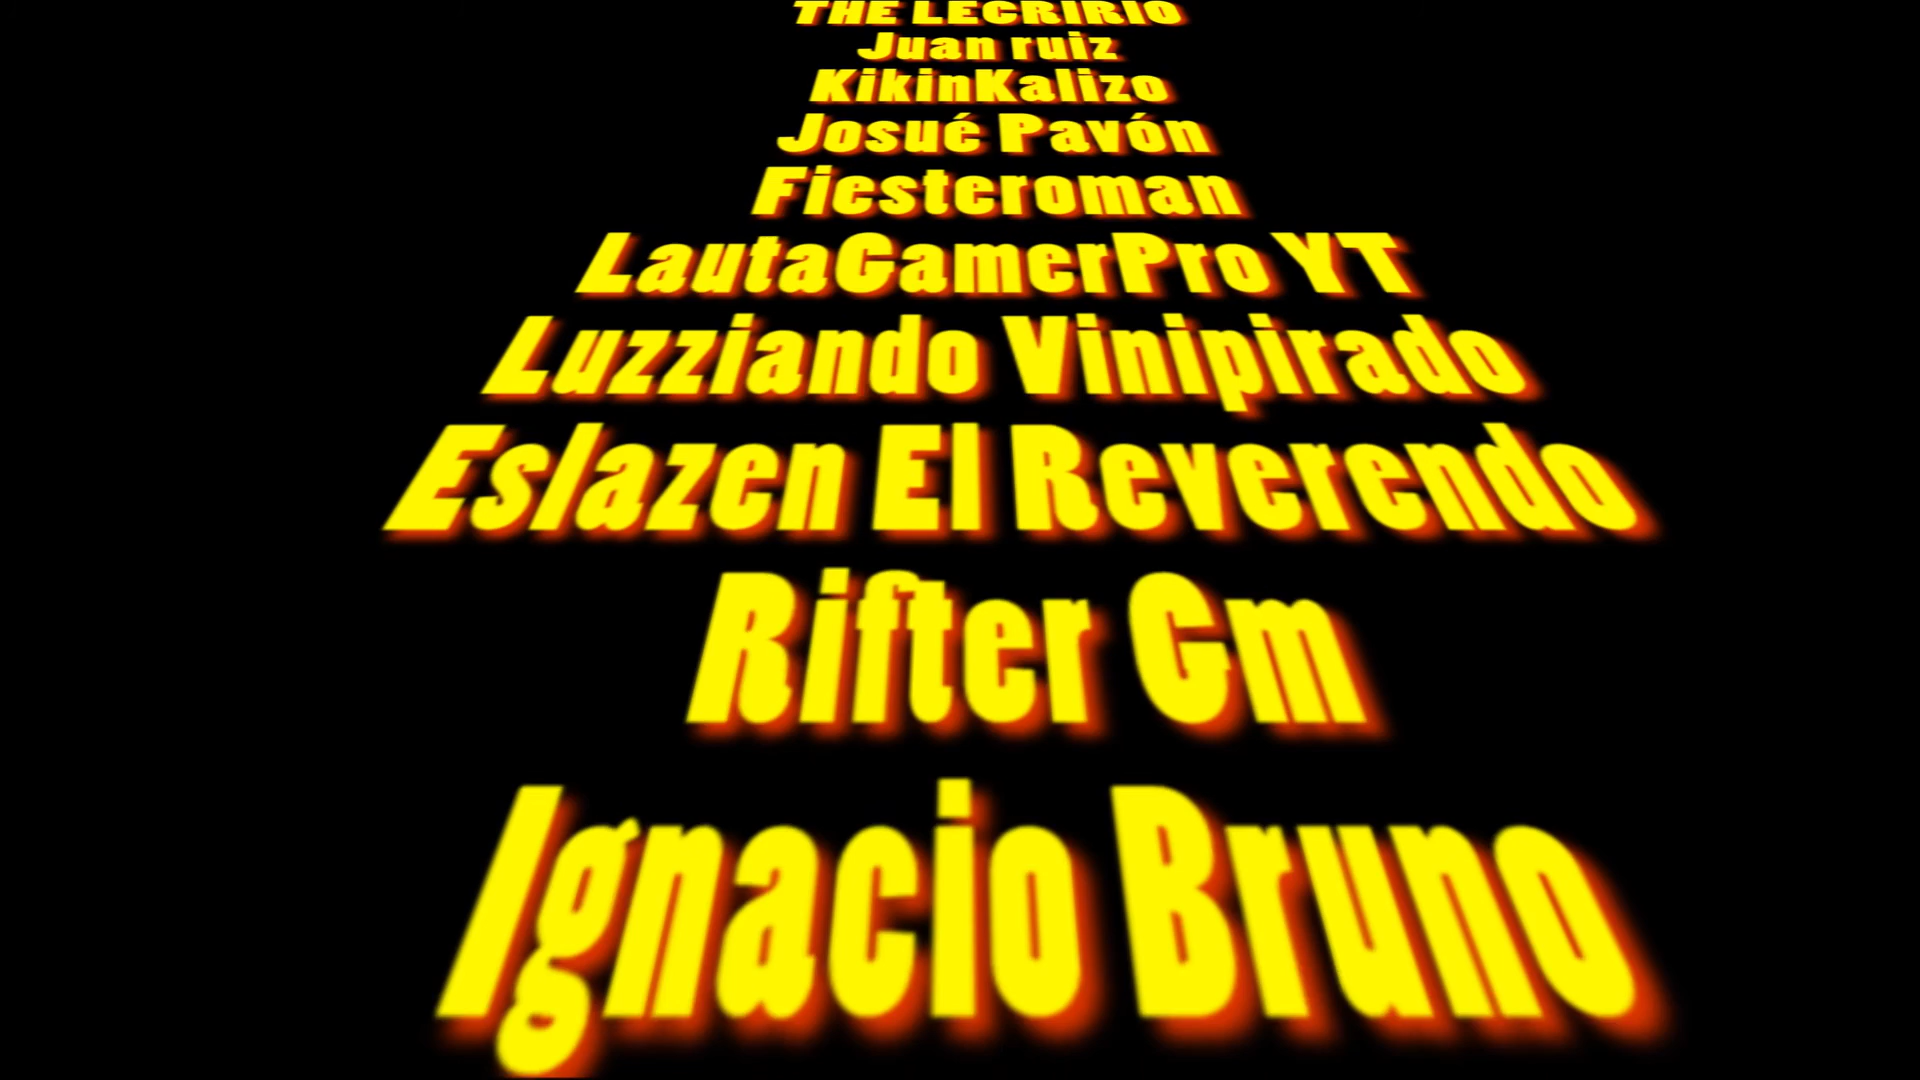 THE LECRIRIO
Juan ruiz
KikinKalizo
Josué Pavón
Fiesteroman
LautaGamerPro YT
Luzziando Vinipirado
Eslazen El Reverendo
Rifter Gm
Ignacio Bruno